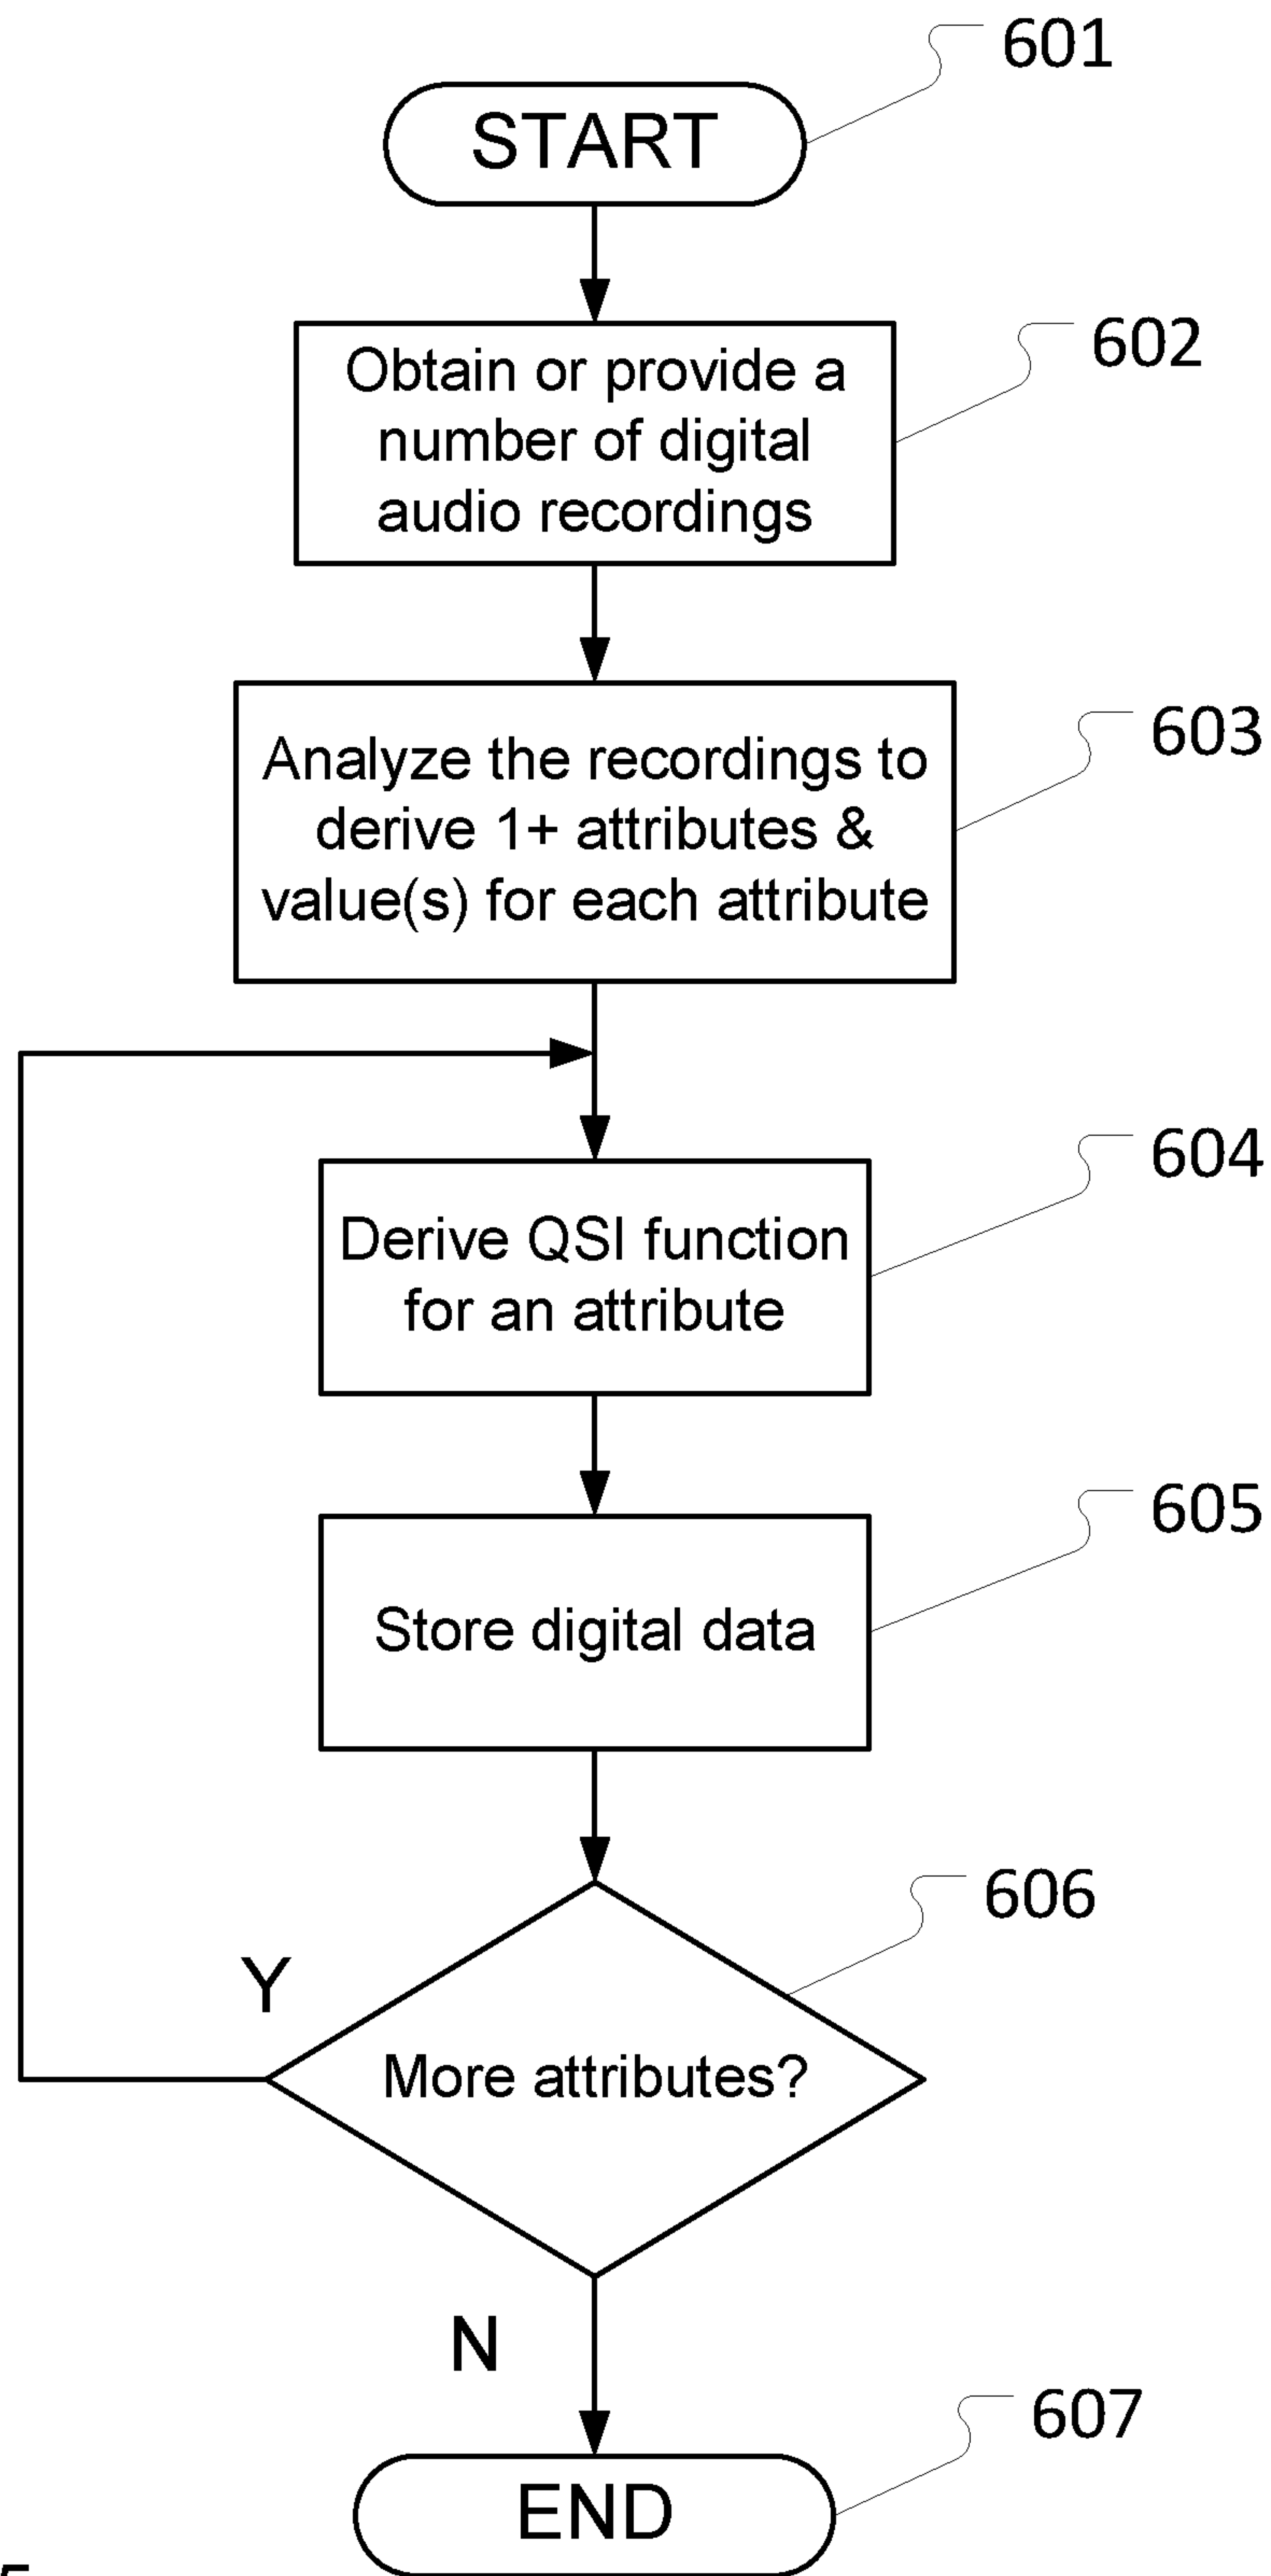 START
601
Obtain or provide a
number of digital
audio recordings
602
Analyze the recordings to
derive 1+ attributes &
value(s) for each attribute
603
Derive QSI function
for an attribute
604
Store digital data
605
More attributes?
606
Y
N
END
607